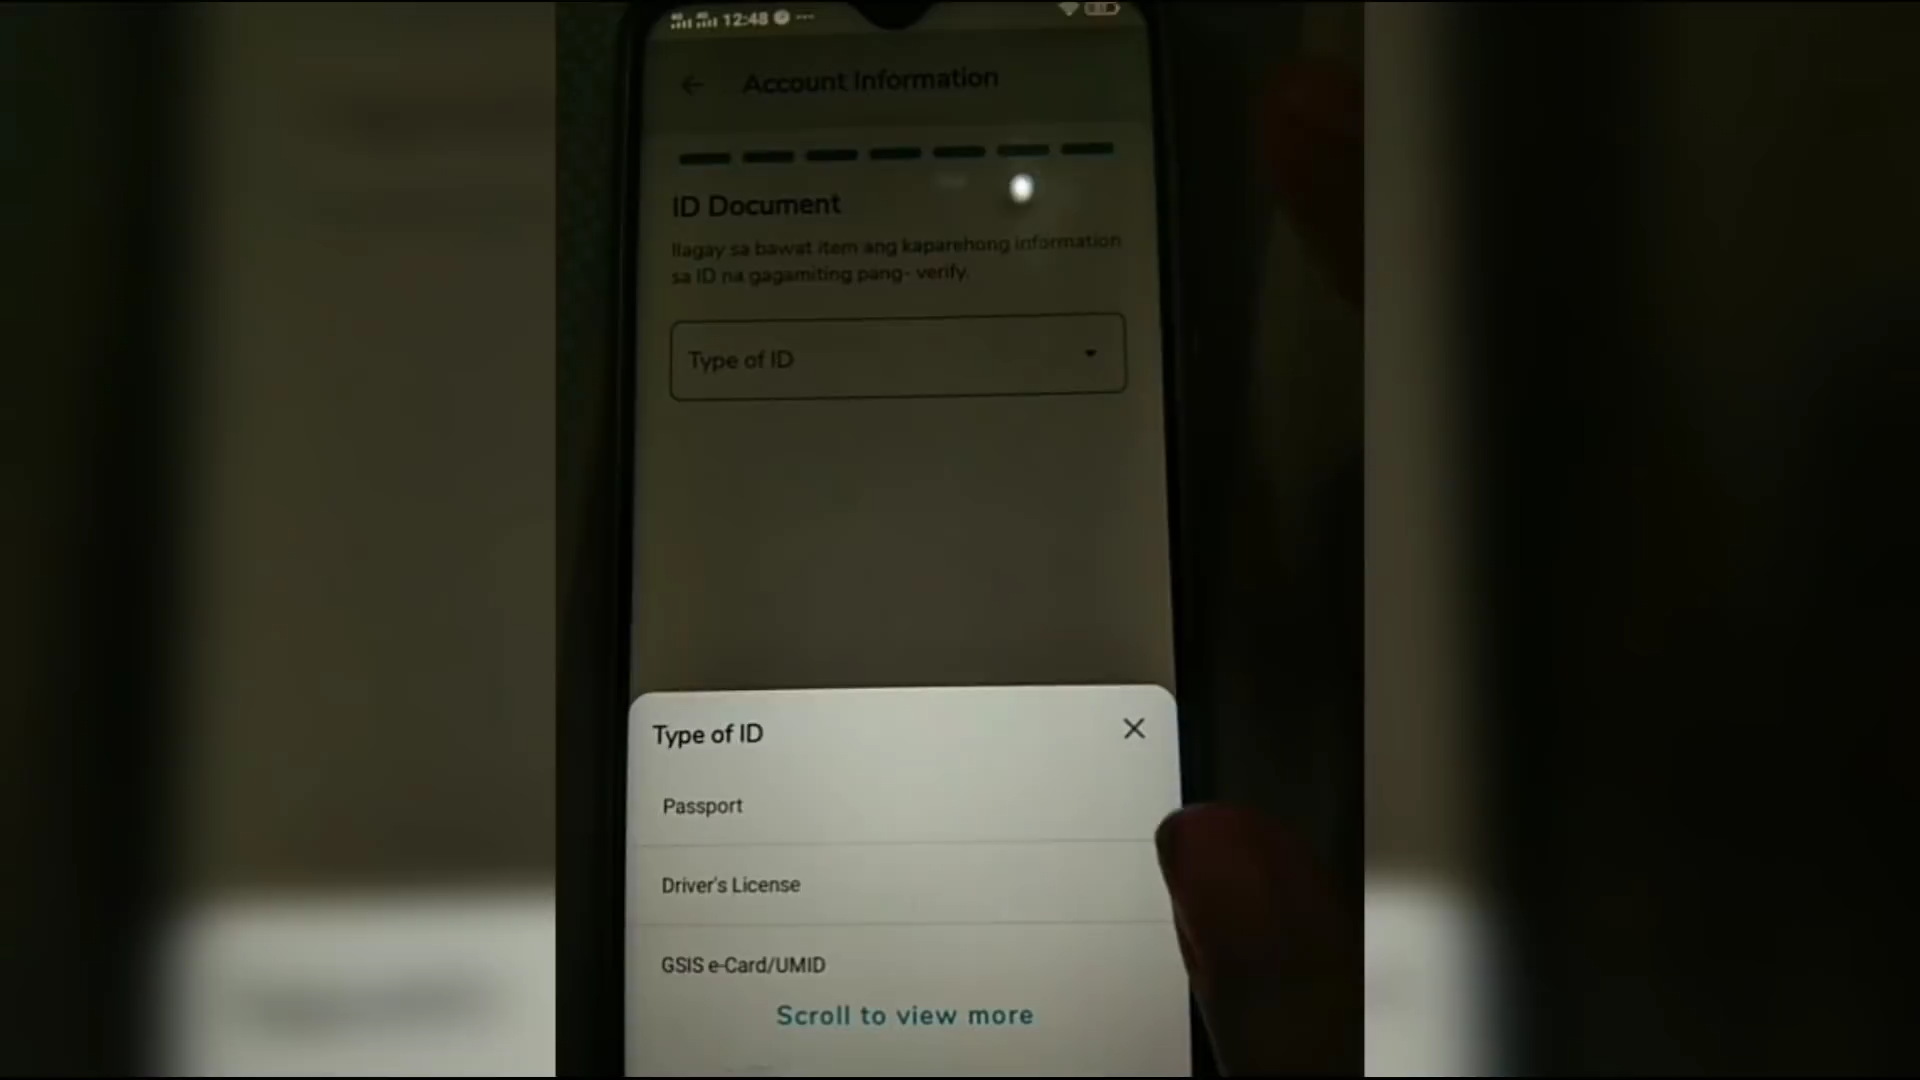 12:48
Account Information
ID Document
Ilagay sa bawat item ang kaparehong information
sa ID na gagamiting pang- verify.
Type of ID
Type of ID
Passport
Driver's License
GSIS e-Card/UMID
Scroll to view more